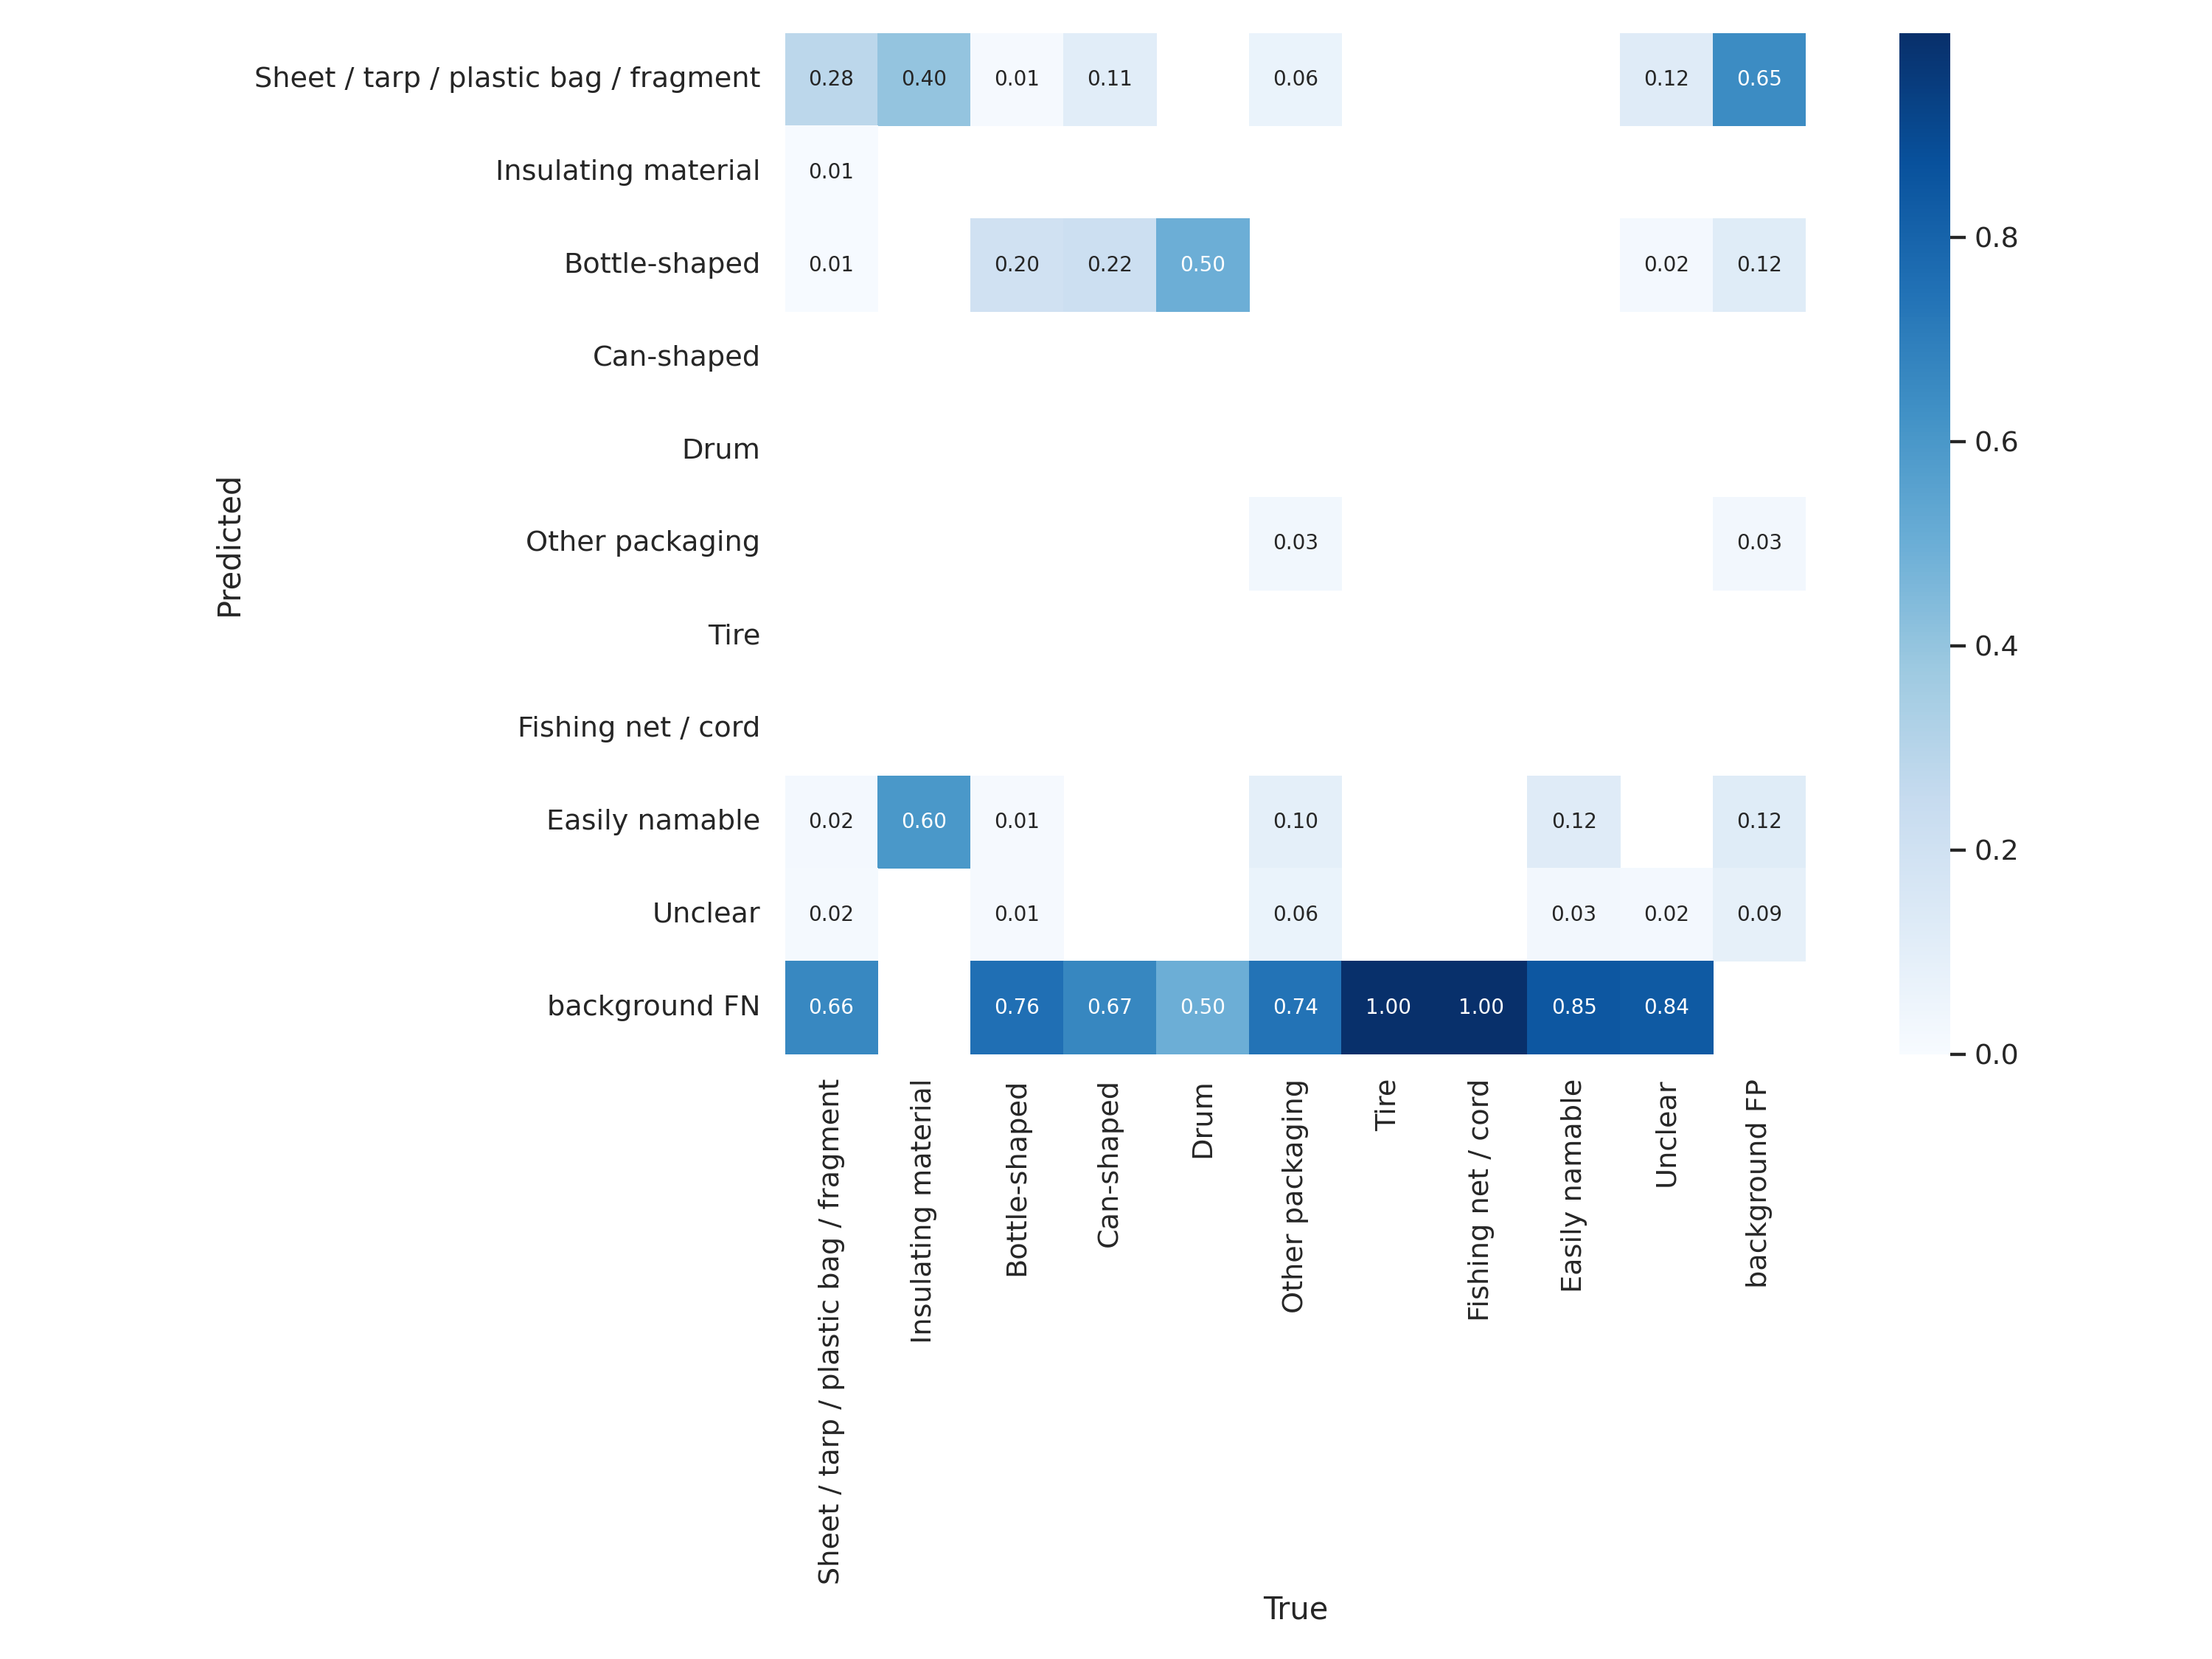 Sheet / tarp / plastic bag / fragment 0.28 0.40 0.01 0.11 0.06 0.12 0.65
Insulating material 0.01
Bottle-shaped 0.01 0.20 0.22 0.50 0.02 0.12
Can-shaped
Drum
Other packaging 0.03 0.03
Tire
Fishing net / cord
Easily namable 0.02 0.60 0.01 0.10 0.12 0.12
Unclear 0.02 0.01 0.06 0.03 0.02 0.09
background FN 0.66 0.76 0.67 0.50 0.74 1.00 1.00 0.85 0.84
Predicted
Sheet / tarp / plastic bag / fragment
Insulating material
Bottle-shaped
Can-shaped
Drum
Other packaging
Tire
Fishing net / cord
Easily namable
Unclear
background FP
True
0.8
0.6
0.4
0.2
0.0